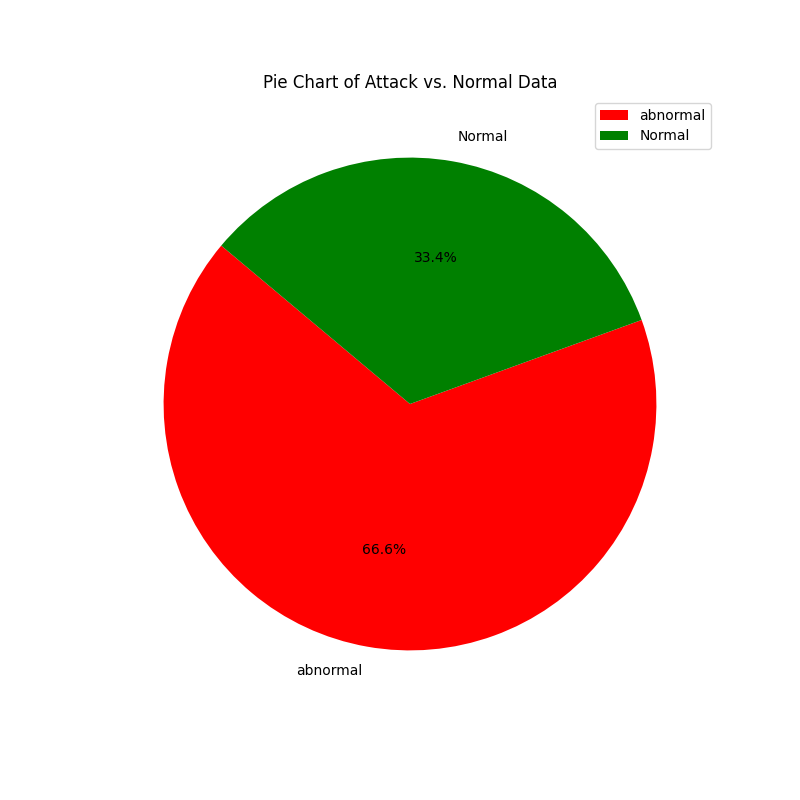 Pie Chart of Attack vs. Normal Data
abnormal
Normal
Normal
33.4%
66.6%
abnormal